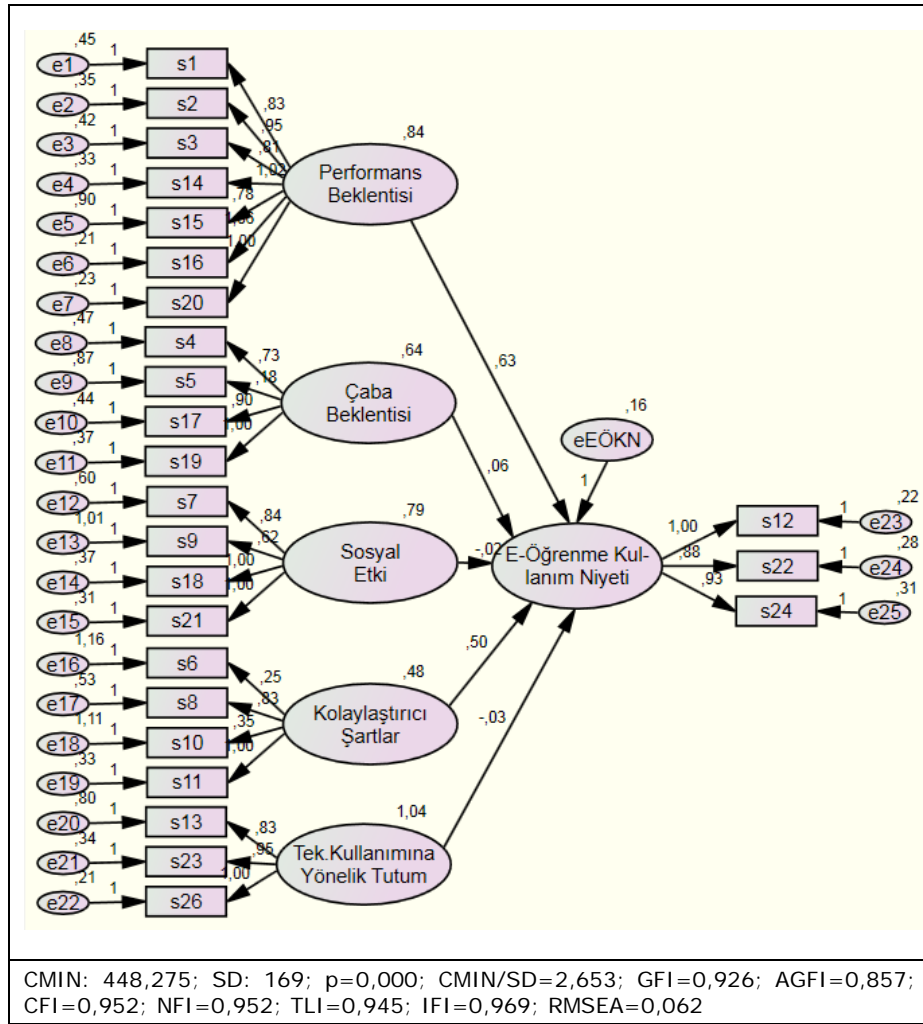 ,45
e1 1 s1
,35
e2 1 s2
,83
,42
e3 1 s3
,95
,33
e4 1 s14
,81
1,02
,90
e5 1 s15
,78
,21
e6 1 s16
,23
e7 1 s20
1,00
,84
Performans
Beklentisi
,47
e8 1 s4
,87
e9 1 s5
,73
,44
e10 1 s17
,18
,37
e11 1 s19
,90
1,00
,64
Çaba
Beklentisi
,63
,06
,16
eEÖKN
1
,60
e12 1 s7
1,01
e13 1 s9
,84
,37
e14 1 s18
,62
1,00
,31
e15 1 s21
1,00
,79
Sosyal
Etki
-,02
E-Öğrenme Kul-
lanım Niyeti
1,00 s12 1 e23 ,22
,88 s22 1 e24 ,28
,93 s24 1 e25 ,31
1,16
e16 1 s6
,53
e17 1 s8
,25
1,11
e18 1 s10
,83
,35
,33
e19 1 s11
1,00
,48
Kolaylaştırıcı
Şartlar
,50
-,03
,80
e20 1 s13
,34
e21 1 s23
,83
,95
,21
e22 1 s26
1,00
1,04
Tek.Kullanımına
Yönelik Tutum
CMIN: 448,275; SD: 169; p=0,000; CMIN/SD=2,653; GFI=0,926; AGFI=0,857;
CFI=0,952; NFI=0,952; TLI=0,945; IFI=0,969; RMSEA=0,062